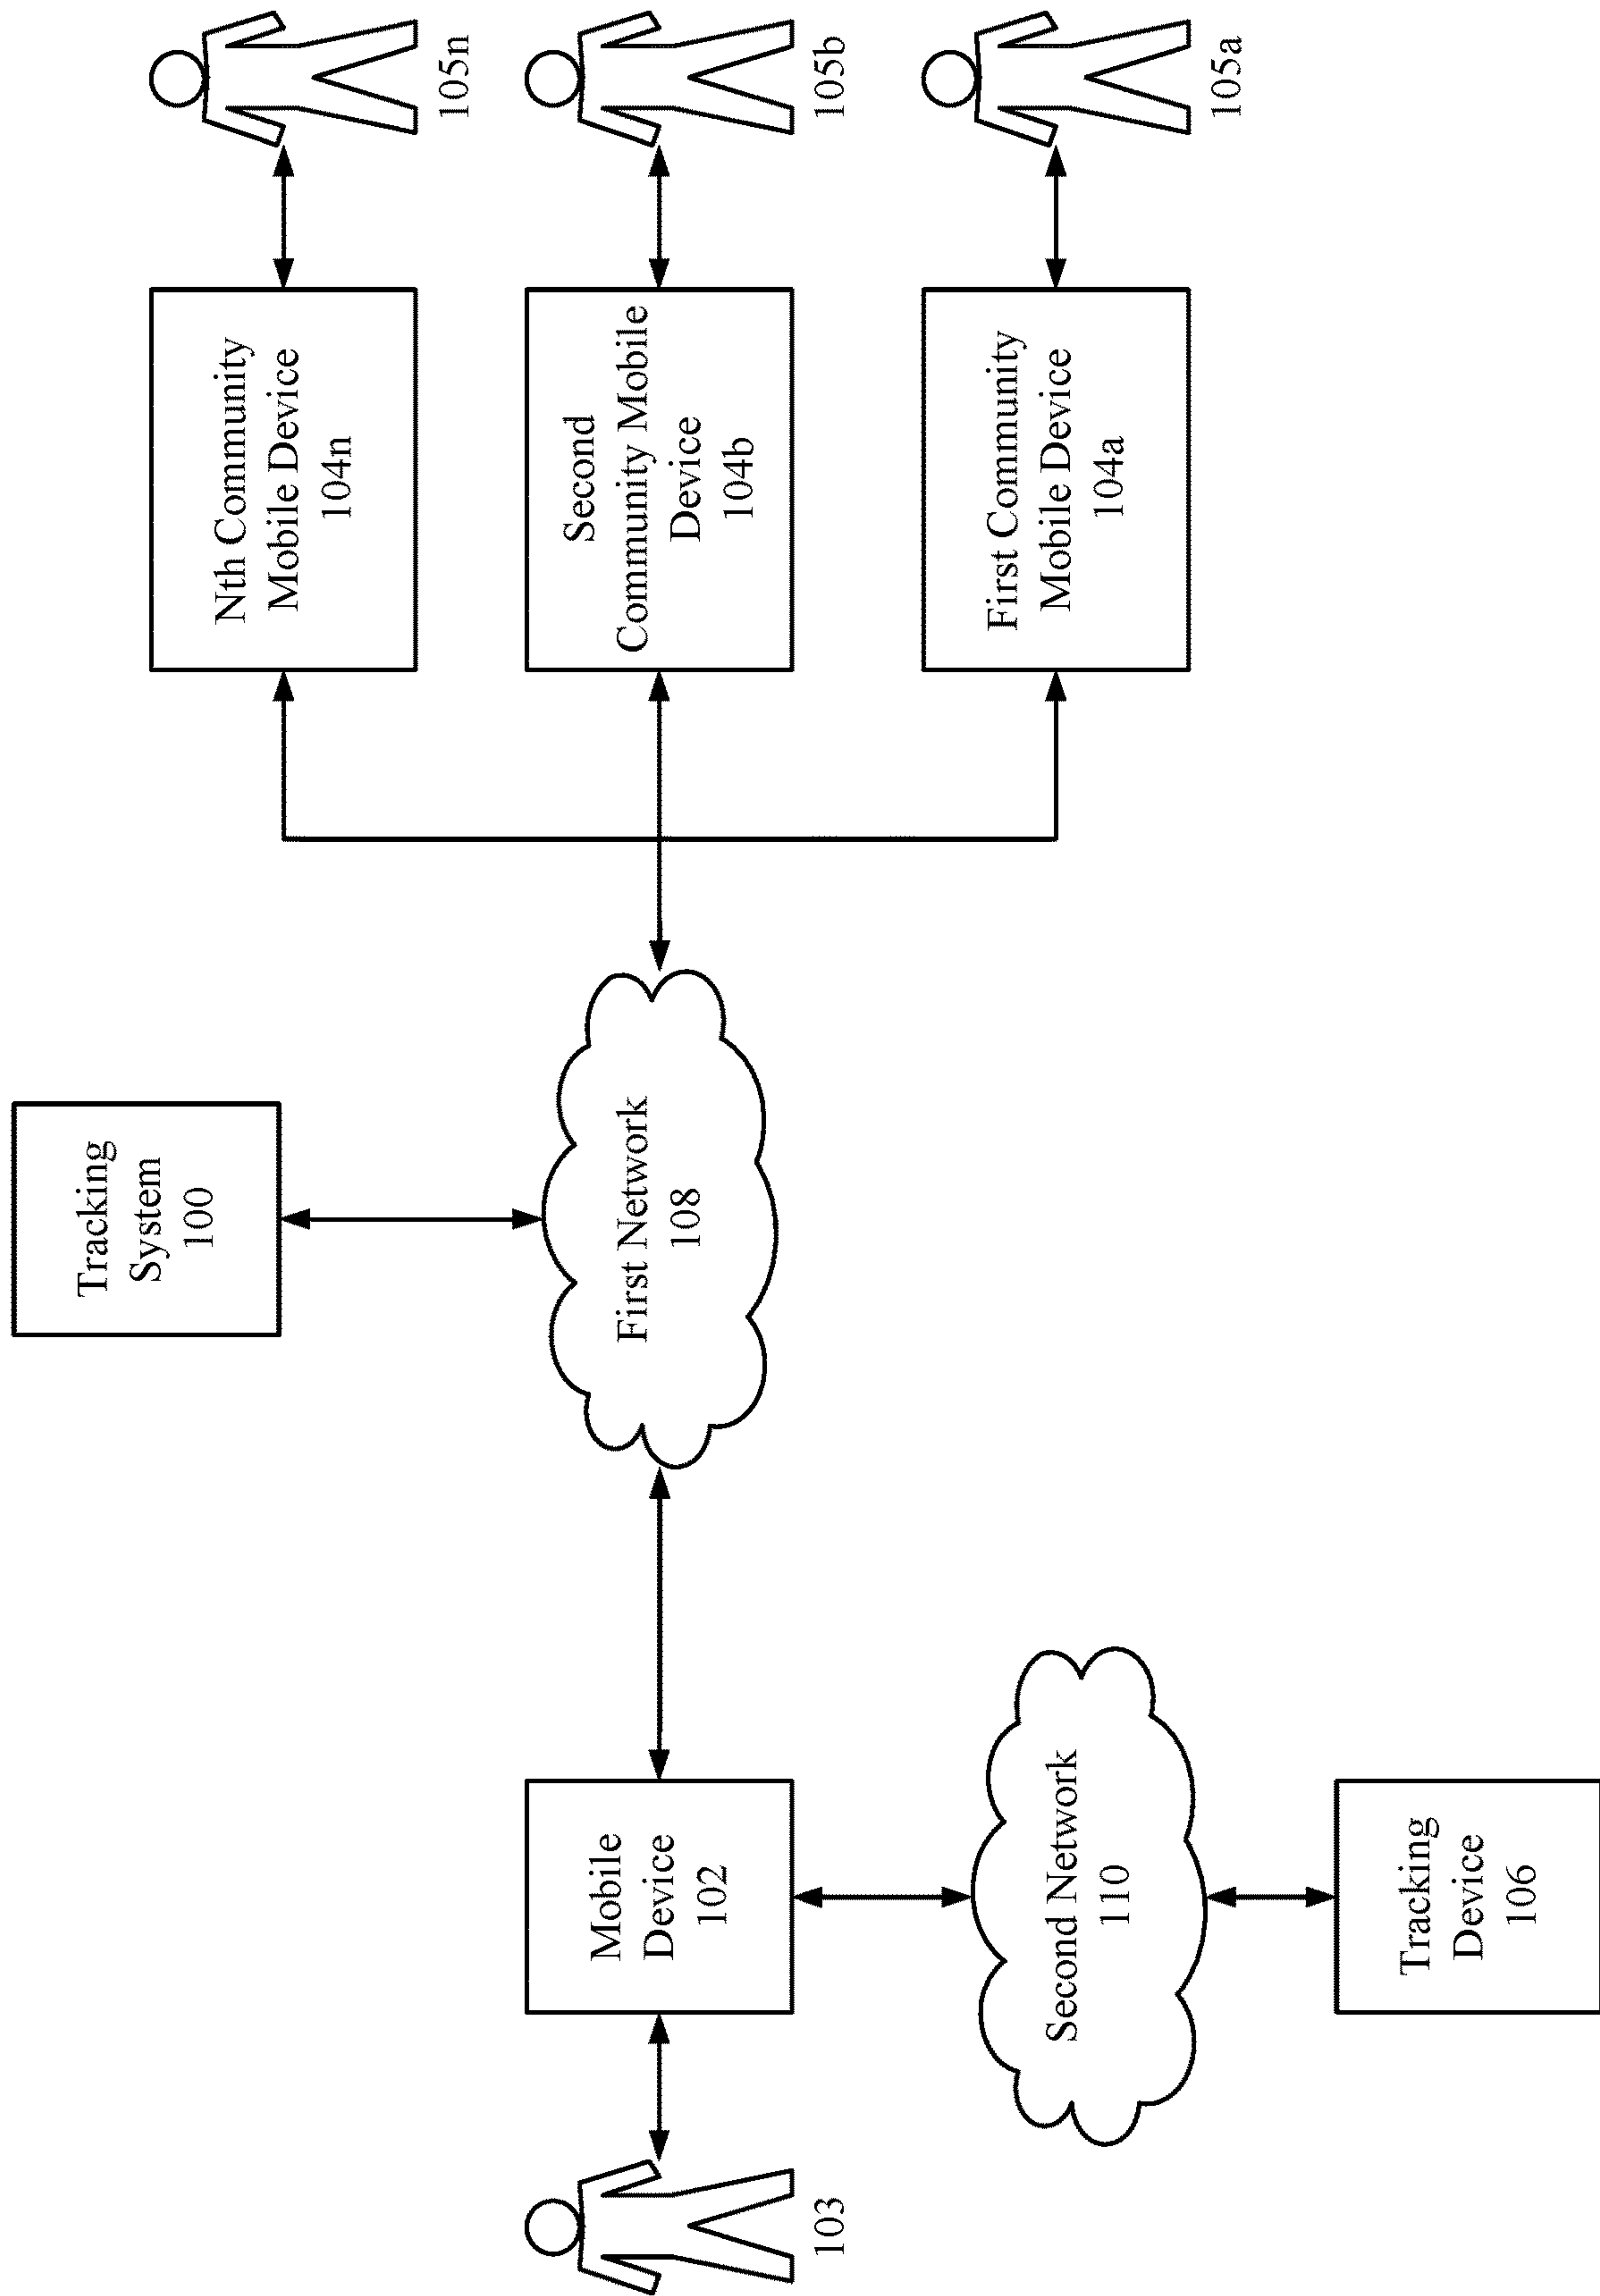 Tracking
System
100
Nth Community
Mobile Device
104n
105n
103
Mobile
Device
102
First Network
108
Second
Community Mobile
Device
104b
105b
Second Network
110
First Community
Mobile Device
104a
105a
Tracking
Device
106